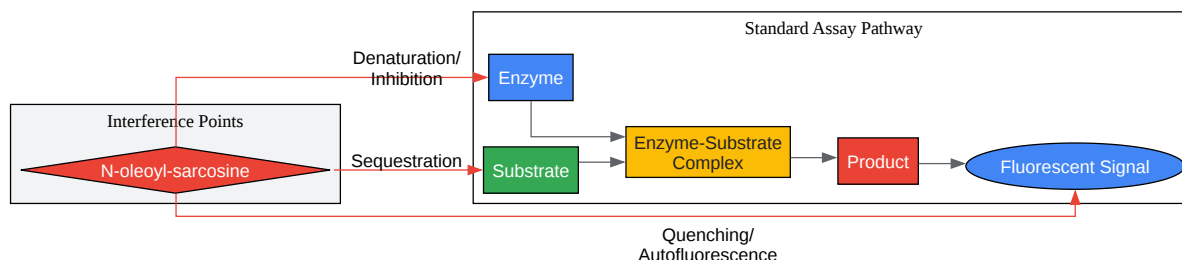 Standard Assay Pathway
Denaturation/
Inhibition
Enzyme
Interference Points
N-oleoyl-sarcosine
Sequestration
Substrate
Enzyme-Substrate
Complex
Product
Fluorescent Signal
Quenching/
Autofluorescence